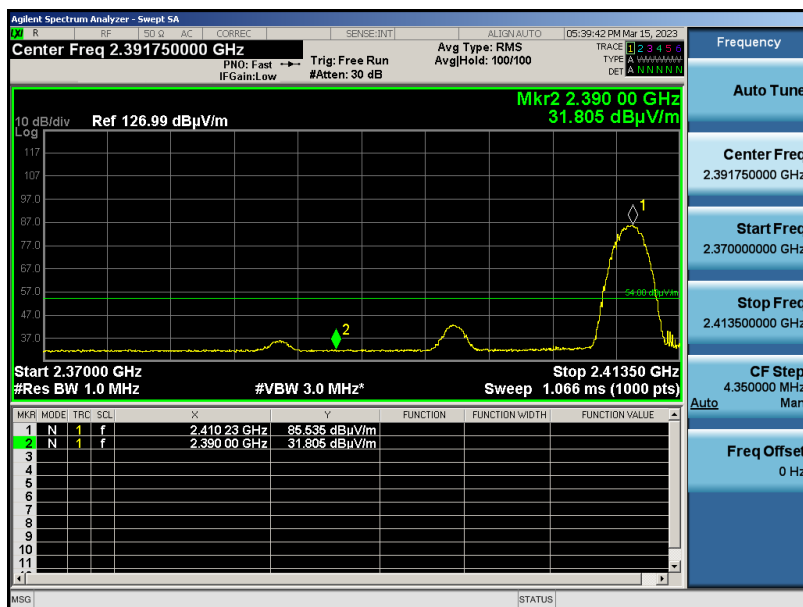 Agilent Spectrum Analyzer - Swept SA
LXI R RF 50 Ω AC CORREC SENSE:INT ALIGN AUTO 05:39:42 PM Mar 15, 2023
Center Freq 2.391750000 GHz
PNO: Fast
IFGain:Low
Trig: Free Run
#Atten: 30 dB
Avg Type: RMS
Avg|Hold: 100/100
TRACE 1 2 3 4 5 6
TYPE A
DET A N N N N N
Mkr2 2.390 00 GHz
31.805 dBµV/m
10 dB/div Ref 126.99 dBµV/m
Log
117
107
97.0
87.0
77.0
67.0
57.0
47.0
37.0
1
54.00 dBµV/m
2
Start 2.37000 GHz Stop 2.41350 GHz
#Res BW 1.0 MHz #VBW 3.0 MHz* Sweep 1.066 ms (1000 pts)
MKR MODE TRC SCL X Y FUNCTION FUNCTION WIDTH FUNCTION VALUE
1 N 1 f 2.410 23 GHz 85.535 dBµV/m
2 N 1 f 2.390 00 GHz 31.805 dBµV/m
3
4
5
6
7
8
9
10
11
MSG STATUS
Frequency
Auto Tune
Center Freq
2.391750000 GHz
Start Freq
2.370000000 GHz
Stop Freq
2.413500000 GHz
CF Step
4.350000 MHz
Auto Man
Freq Offset
0 Hz